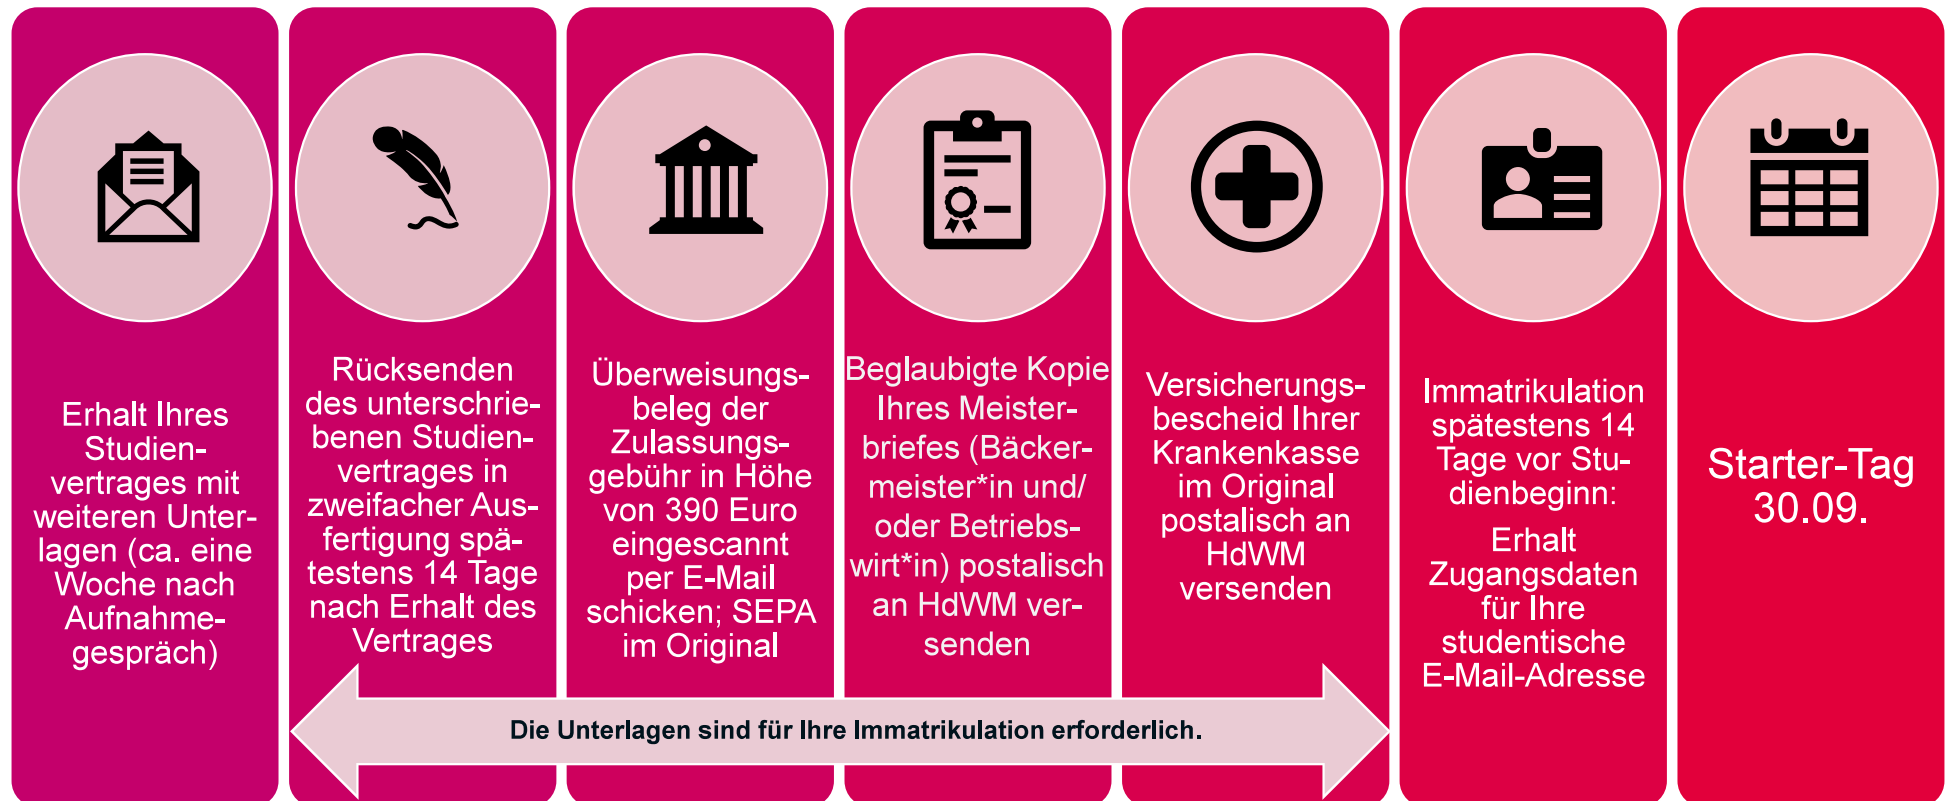 Erhalt Ihres
Studien-
vertrages mit
weiteren Unter-
lagen (ca. eine
Woche nach
Aufnahme-
gespräch)
Rücksenden
des unterschrie-
benen Studien-
vertrages in
zweifacher Aus-
fertigung spä-
testens 14 Tage
nach Erhalt des
Vertrages
Überweisungs-
beleg der
Zulassungs-
gebühr in Höhe
von 390 Euro
eingescannt
per E-Mail
schicken; SEPA
im Original
Beglaubigte Kopie
Ihres Meister-
briefes (Bäcker-
meister*in und/
oder Betriebs-
wirt*in) postalisch
an HdWM ver-
senden
Versicherungs-
bescheid Ihrer
Krankenkasse
im Original
postalisch an
HdWM
versenden
Immatrikulation
spätestens 14
Tage vor Stu-
dienbeginn:
Erhalt
Zugangsdaten
für Ihre
studentische
E-Mail-Adresse
Starter-Tag
30.09.
Die Unterlagen sind für Ihre Immatrikulation erforderlich.